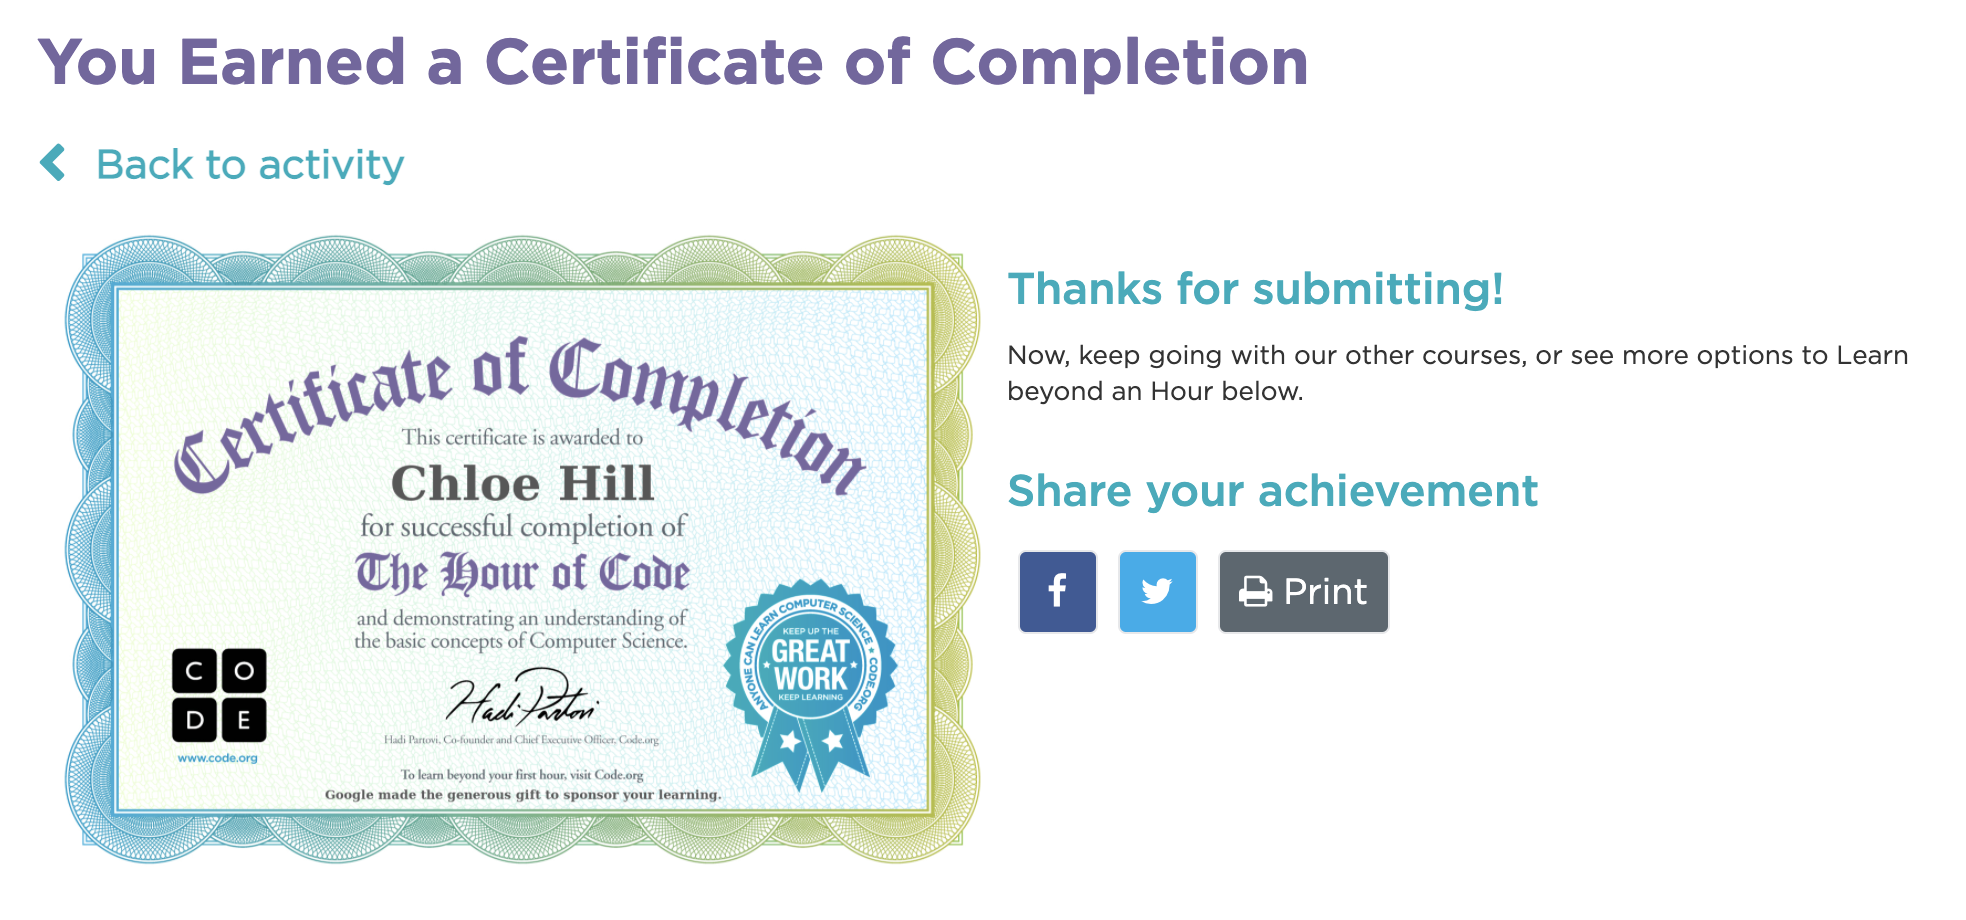 You Earned a Certificate of Completion
Back to activity
Certificate of Completion
This certificate is awarded to
Chloe Hill
for successful completion of
The Hour of Code
and demonstrating an understanding of
the basic concepts of Computer Science.
C O
D E
www.code.org
Hadi Partovi
Hadi Partovi, Co-founder and Chief Executive Officer, Code.org
To learn beyond your first hour, visit Code.org
Google made the generous gift to sponsor your learning.
ANYONE CAN LEARN COMPUTER SCIENCE ★ CODE.ORG
KEEP UP THE
GREAT
WORK
KEEP LEARNING
Thanks for submitting!
Now, keep going with our other courses, or see more options to Learn
beyond an Hour below.
Share your achievement
f
Print